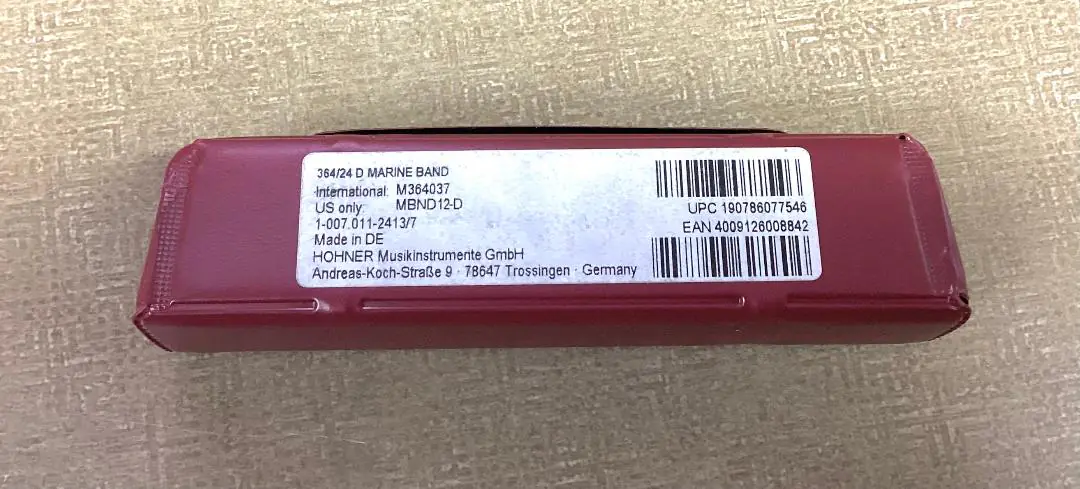 364/24 D MARINE BAND
International: M364037
US only: MBND12-D
1-007.011-2413/7
Made in DE
HOHNER Musikinstrumente GmbH
Andreas-Koch-Straße 9 · 78647 Trossingen · Germany
UPC 190786077546
EAN 4009126008842